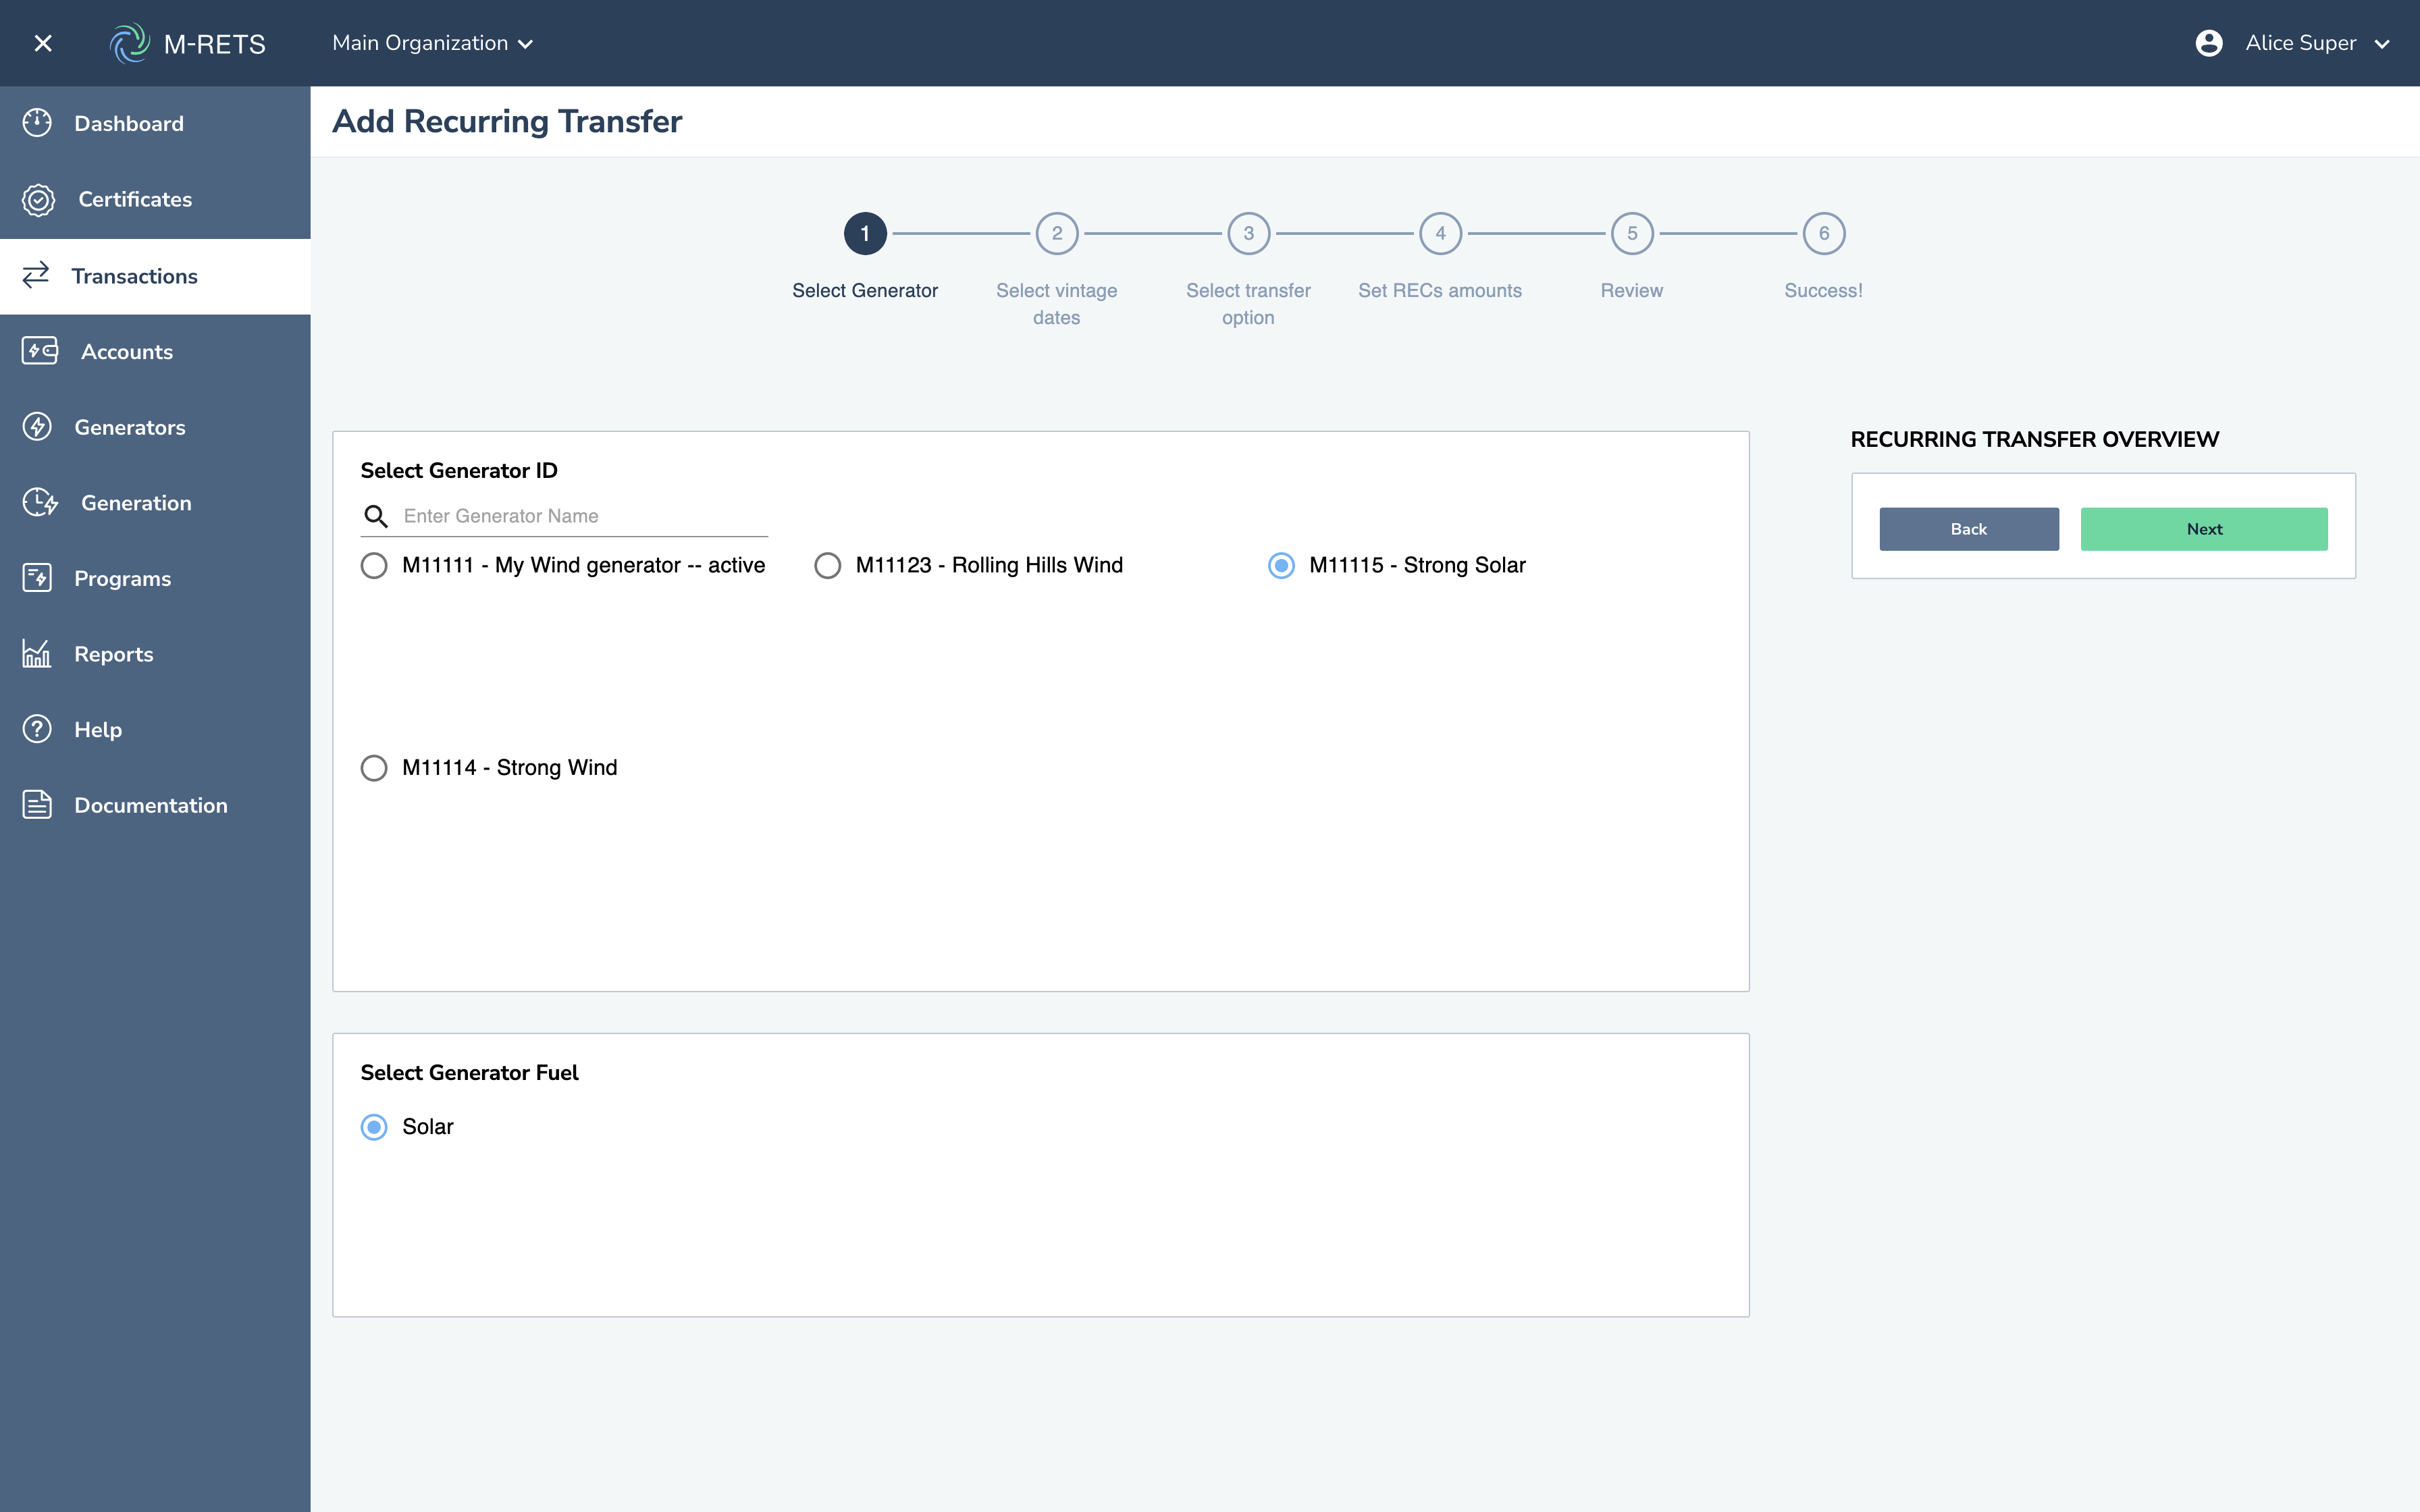 M-RETS
Main Organization
Alice Super
Dashboard
Certificates
Transactions
Accounts
Generators
Generation
Programs
Reports
Help
Documentation
Add Recurring Transfer
1
2
3
4
5
6
Select Generator
Select vintage
dates
Select transfer
option
Set RECs amounts
Review
Success!
Select Generator ID
Enter Generator Name
M11111 - My Wind generator -- active
M11123 - Rolling Hills Wind
M11115 - Strong Solar
M11114 - Strong Wind
Select Generator Fuel
Solar
RECURRING TRANSFER OVERVIEW
Back
Next